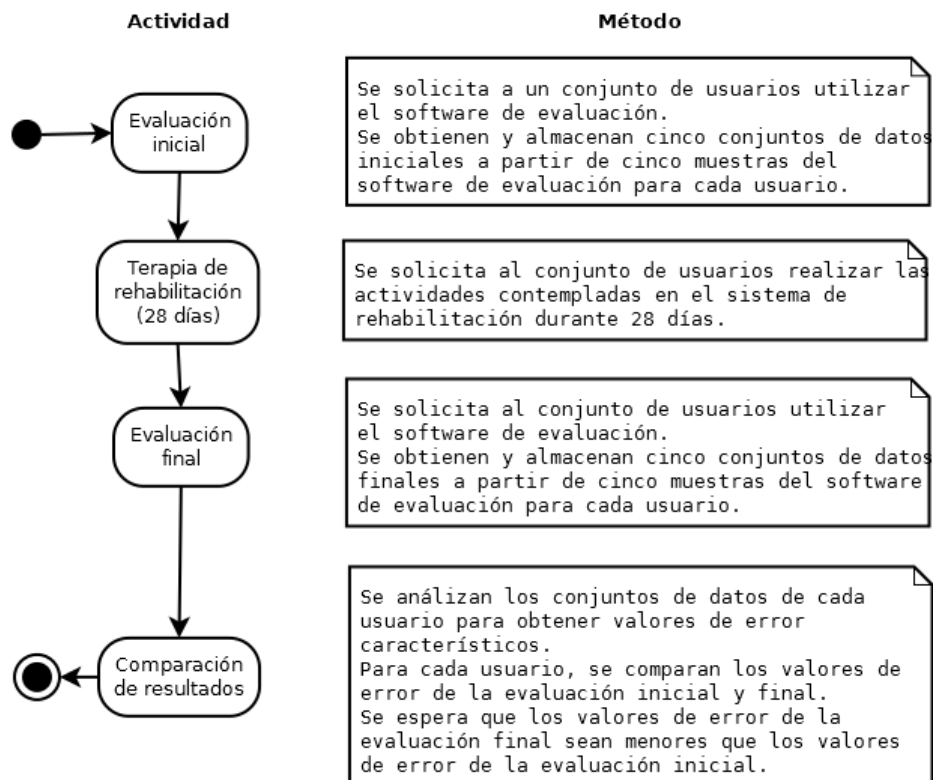 Actividad
Método
Evaluación
inicial
Se solicita a un conjunto de usuarios utilizar
el software de evaluación.
Se obtienen y almacenan cinco conjuntos de datos
iniciales a partir de cinco muestras del
software de evaluación para cada usuario.
Terapia de
rehabilitación
(28 días)
Se solicita al conjunto de usuarios realizar las
actividades contempladas en el sistema de
rehabilitación durante 28 días.
Evaluación
final
Se solicita al conjunto de usuarios utilizar
el software de evaluación.
Se obtienen y almacenan cinco conjuntos de datos
finales a partir de cinco muestras del software
de evaluación para cada usuario.
Comparación
de resultados
Se análizan los conjuntos de datos de cada
usuario para obtener valores de error
característicos.
Para cada usuario, se comparan los valores de
error de la evaluación inicial y final.
Se espera que los valores de error de la
evaluación final sean menores que los valores
de error de la evaluación inicial.